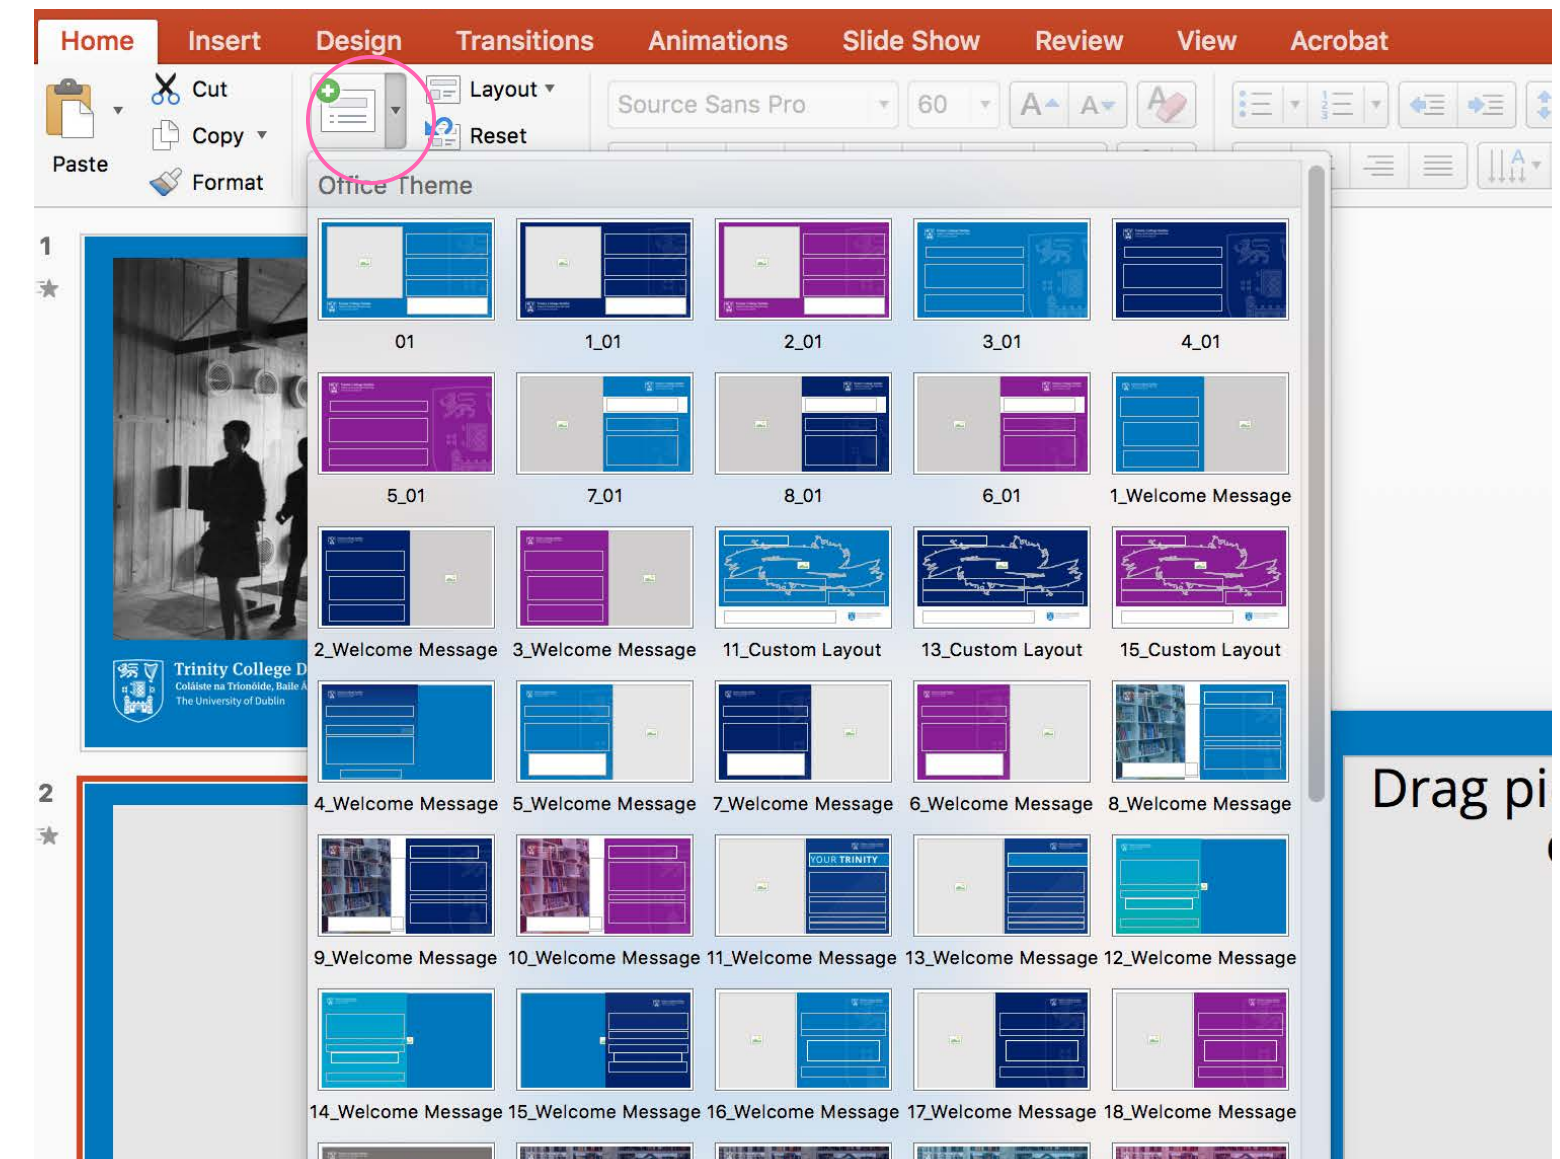 Home Insert Design Transitions Animations Slide Show Review View Acrobat
Cut
Copy
Format
Paste
Layout
Reset
Source Sans Pro 60
Office Theme
01 1_01 2_01 3_01 4_01
5_01 7_01 8_01 6_01 1_Welcome Message
2_Welcome Message 3_Welcome Message 11_Custom Layout 13_Custom Layout 15_Custom Layout
4_Welcome Message 5_Welcome Message 7_Welcome Message 6_Welcome Message 8_Welcome Message
YOUR TRINITY
9_Welcome Message 10_Welcome Message 11_Welcome Message 13_Welcome Message 12_Welcome Message
14_Welcome Message 15_Welcome Message 16_Welcome Message 17_Welcome Message 18_Welcome Message
1
Trinity College D
Coláiste na Tríonóide, Baile Á
The University of Dublin
2
Drag pi